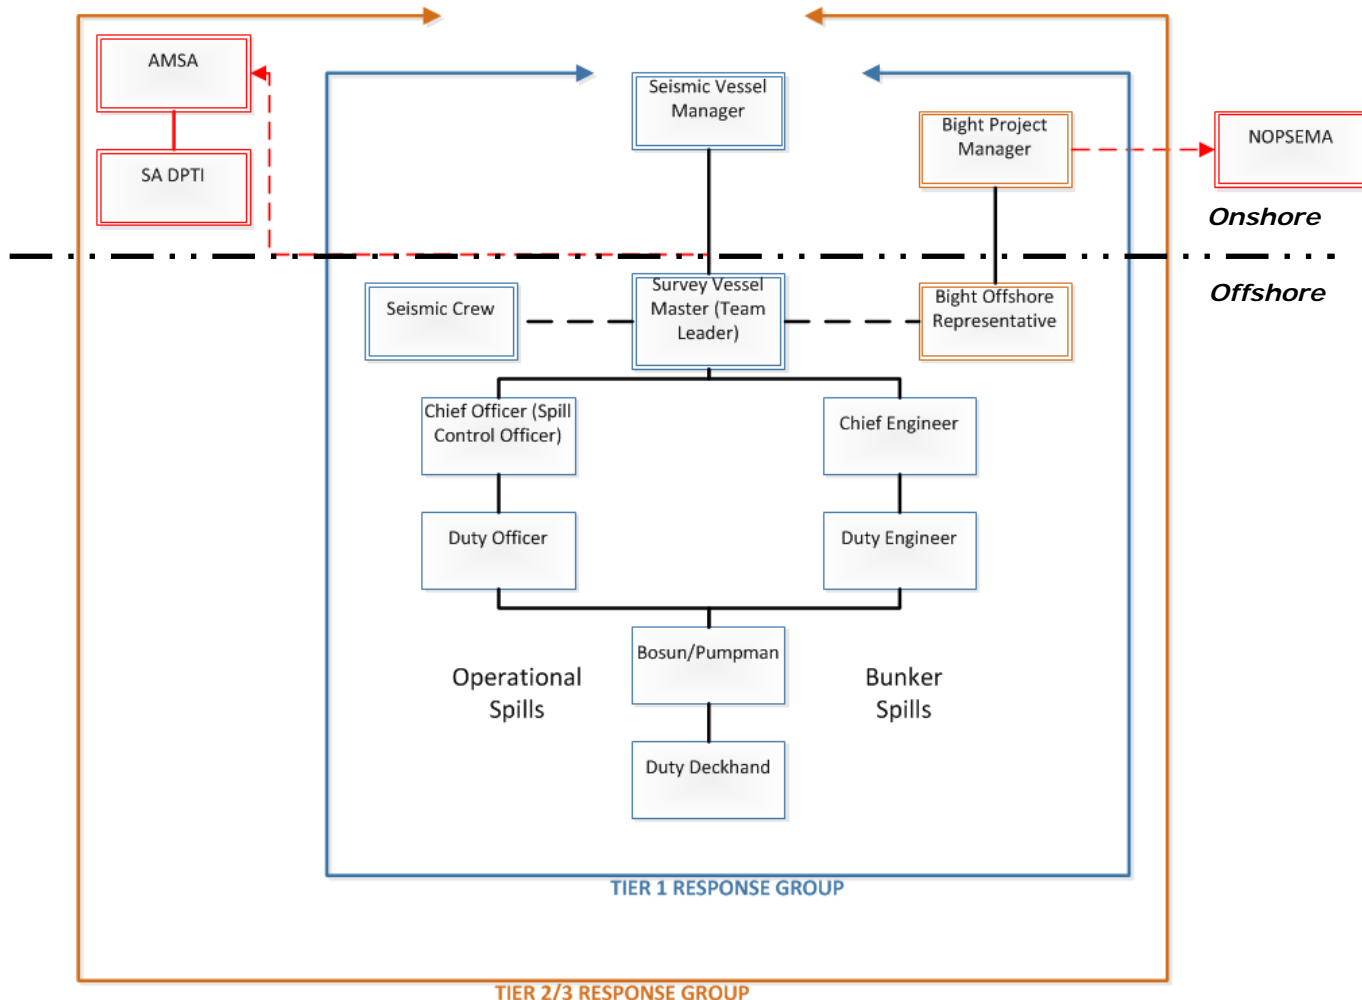 AMSA
SA DPTI
Seismic Vessel
Manager
Bight Project
Manager
NOPSEMA
Onshore
Offshore
Seismic Crew
Survey Vessel
Master (Team
Leader)
Bight Offshore
Representative
Chief Officer (Spill
Control Officer)
Chief Engineer
Duty Officer
Duty Engineer
Operational
Spills
Bosun/Pumpman
Bunker
Spills
Duty Deckhand
TIER 1 RESPONSE GROUP
TIER 2/3 RESPONSE GROUP